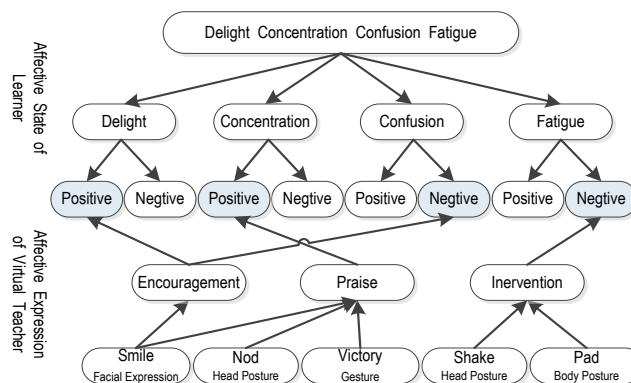 Delight Concentration Confusion Fatigue
Affective State of
Learner
Delight
Concentration
Confusion
Fatigue
Positive
Negtive
Positive
Negtive
Positive
Negtive
Positive
Negtive
Affective Expression
of Virtual Teacher
Encouragement
Praise
Inervention
Smile
Facial Expression
Nod
Head Posture
Victory
Gesture
Shake
Head Posture
Pad
Body Posture